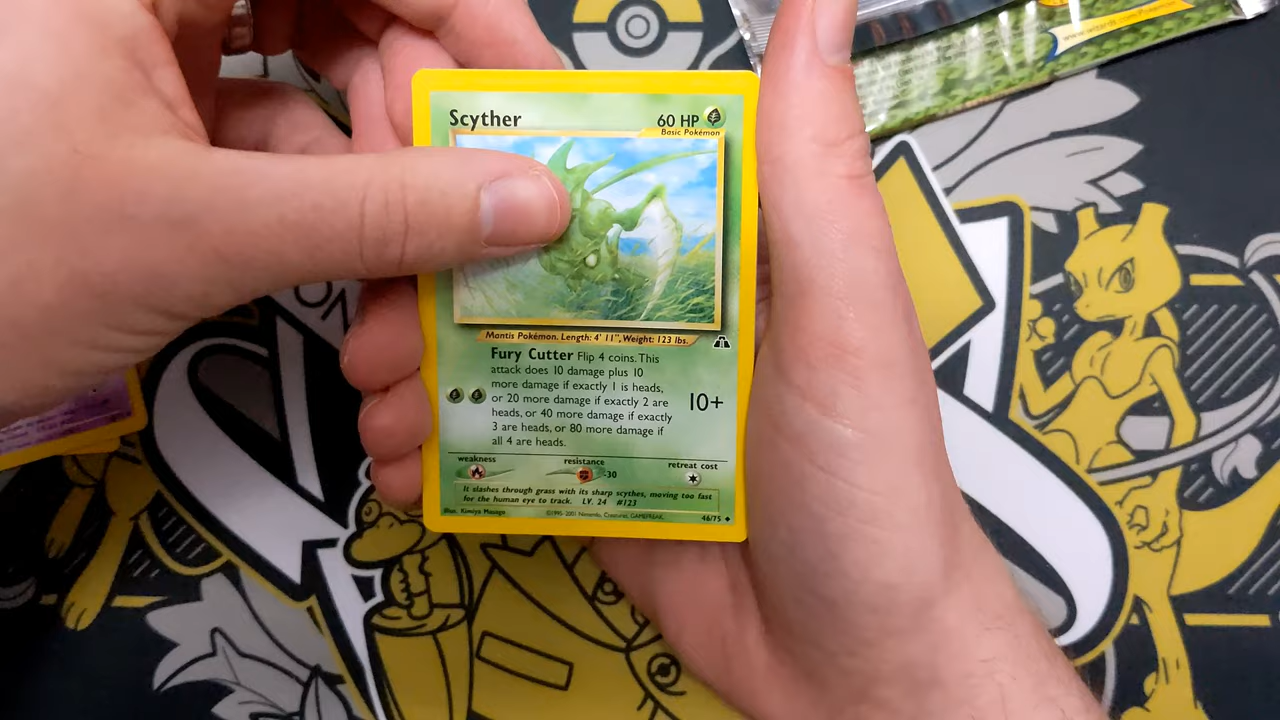 www.wizards.com/Pokemon
Scyther
60 HP
Basic Pokémon
Mantis Pokémon. Length: 4' 11", Weight: 123 lbs.
Fury Cutter Flip 4 coins. This
attack does 10 damage plus 10
more damage if exactly 1 is heads,
or 20 more damage if exactly 2 are
heads, or 40 more damage if exactly
3 are heads, or 80 more damage if
all 4 are heads.
10+
weakness
resistance
retreat cost
-30
It slashes through grass with its sharp scythes, moving too fast
for the human eye to track. LV. 24 #123
Illus. Kimiya Masago
©1995-2001 Nintendo, Creatures, GAMEFREAK.
46/75
ON